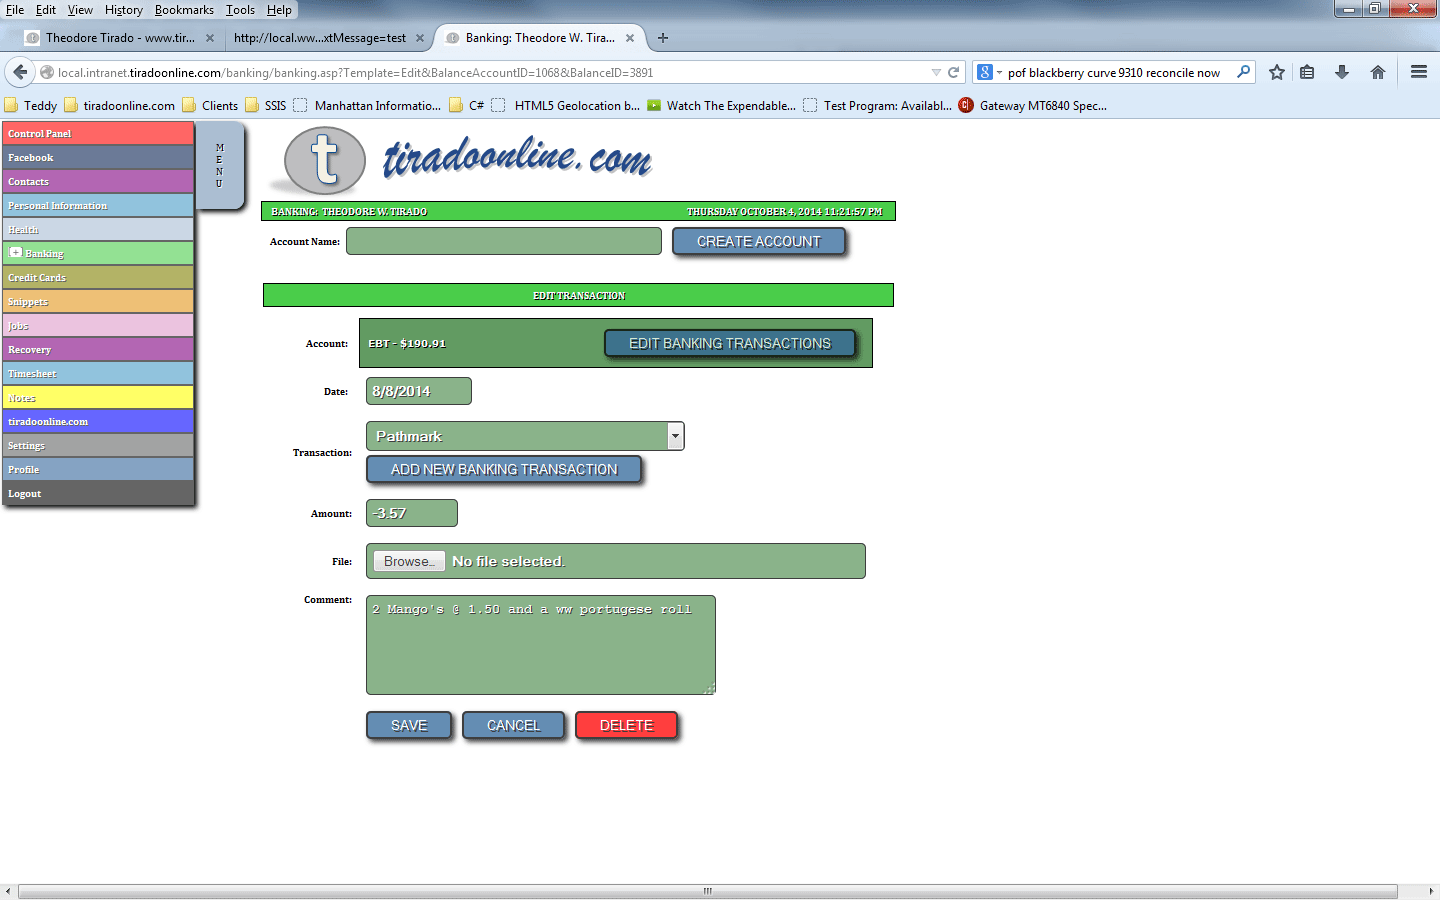 File Edit View History Bookmarks Tools Help
Theodore Tirado - www.tir... http://local.ww...xtMessage=test Banking: Theodore W. Tira...
local.intranet.tiradoonline.com/banking/banking.asp?Template=Edit&BalanceAccountID=1068&BalanceID=3891 pof blackberry curve 9310 reconcile now
Teddy tiradoonline.com Clients SSIS Manhattan Informatio... C# HTML5 Geolocation b... Watch The Expendable... Test Program: Availabl... Gateway MT6840 Spec...
Control Panel
Facebook
Contacts
Personal Information
Health
Banking
Credit Cards
Snippets
Jobs
Recovery
Timesheet
Notes
tiradoonline.com
Settings
Profile
Logout
MENU
t tiradoonline.com
BANKING: THEODORE W. TIRADO THURSDAY OCTOBER 4, 2014 11:21:57 PM
Account Name: CREATE ACCOUNT
EDIT TRANSACTION
Account: EBT - $190.91 EDIT BANKING TRANSACTIONS
Date: 8/8/2014
Transaction: Pathmark
ADD NEW BANKING TRANSACTION
Amount: -3.57
File: Browse... No file selected.
Comment: 2 Mango's @ 1.50 and a ww portugese roll
SAVE CANCEL DELETE